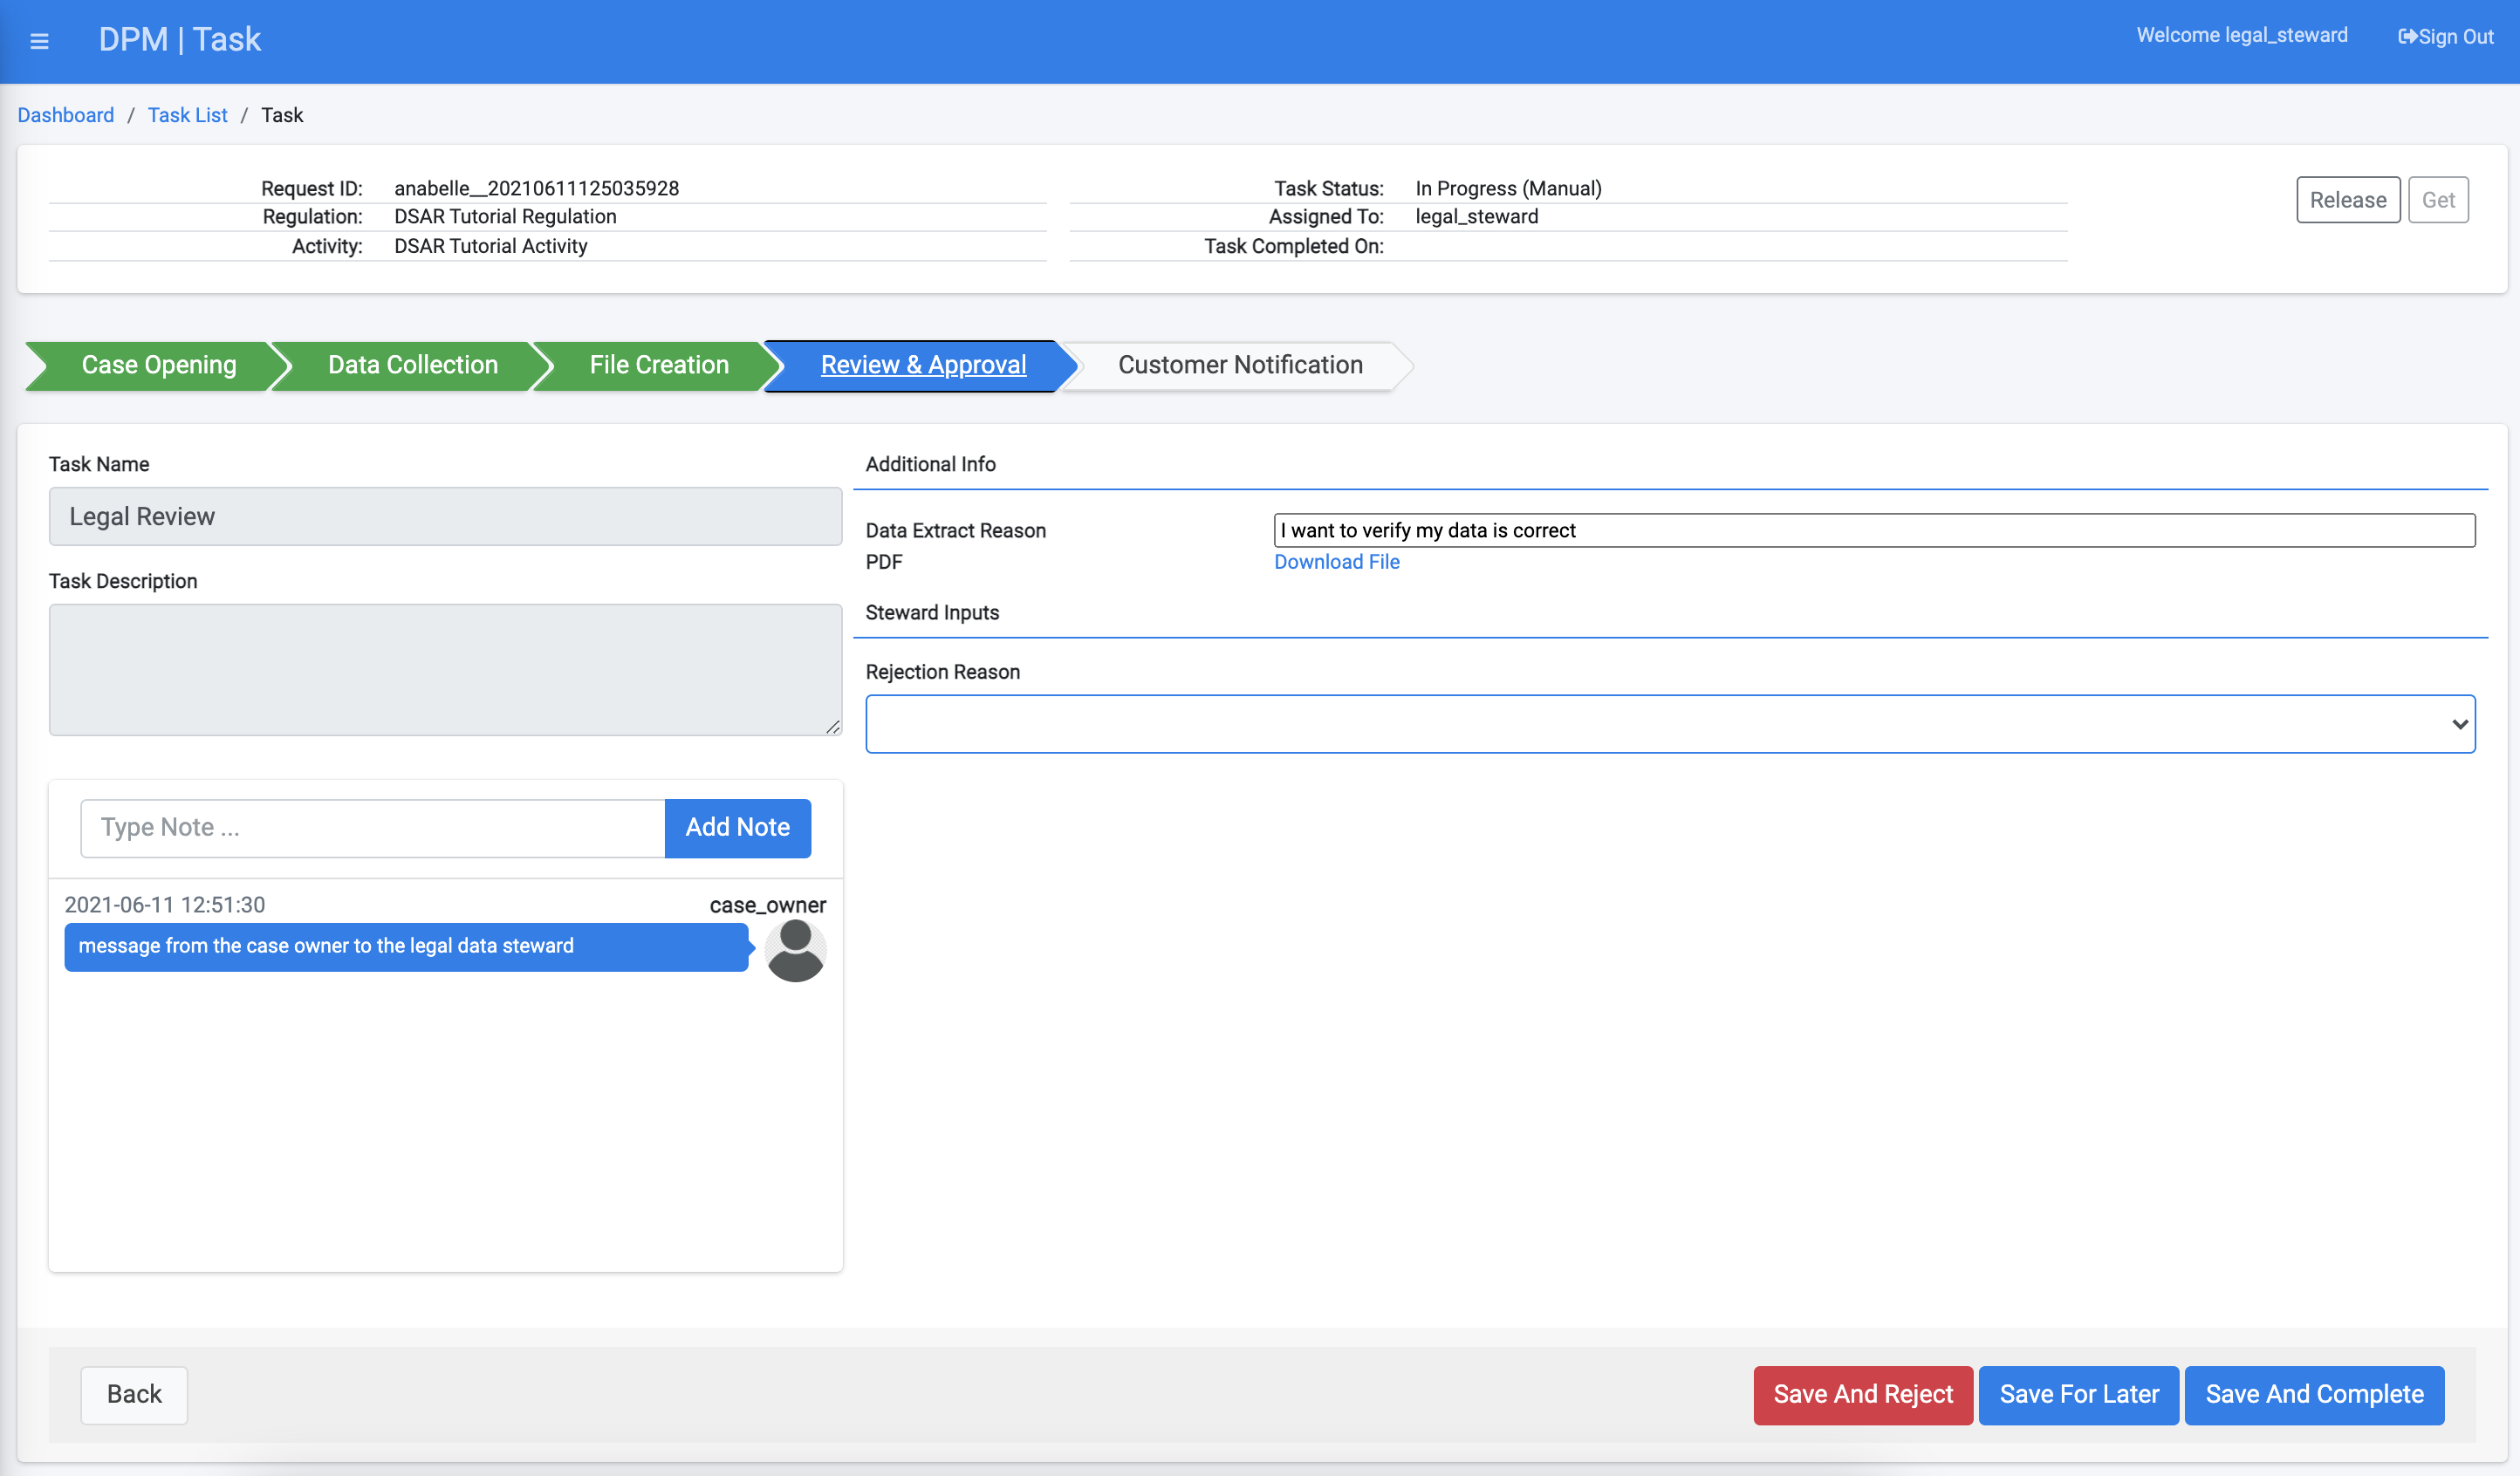 DPM | Task
Welcome legal_steward
Sign Out
Dashboard / Task List / Task
Request ID: anabelle__20210611125035928
Regulation: DSAR Tutorial Regulation
Activity: DSAR Tutorial Activity
Task Status: In Progress (Manual)
Assigned To: legal_steward
Task Completed On:
Release
Get
Case Opening
Data Collection
File Creation
Review & Approval
Customer Notification
Task Name
Legal Review
Task Description
Type Note ...
Add Note
2021-06-11 12:51:30
case_owner
message from the case owner to the legal data steward
Additional Info
Data Extract Reason
I want to verify my data is correct
PDF
Download File
Steward Inputs
Rejection Reason
Back
Save And Reject
Save For Later
Save And Complete